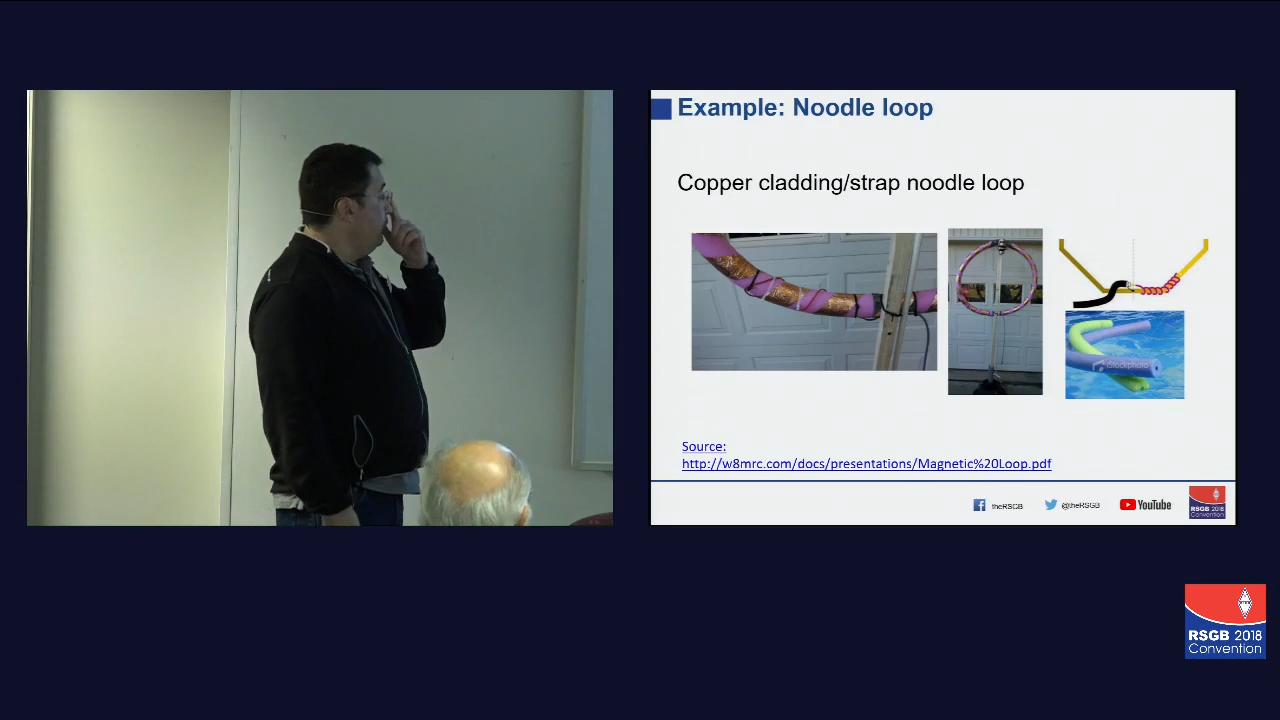 Example: Noodle loop
Copper cladding/strap noodle loop
iStockphoto
Source:
http://w8mrc.com/docs/presentations/Magnetic%20Loop.pdf
theRSGB
@theRSGB
YouTube
RSGB 2018
Convention
RSGB 2018
Convention